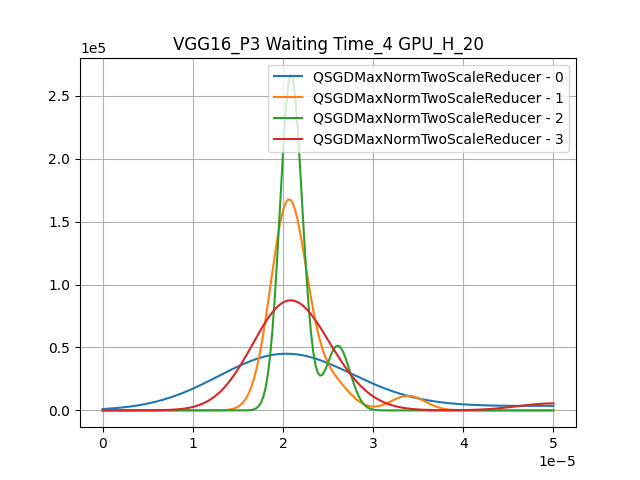 VGG16_P3 Waiting Time_4 GPU_H_20
1e5
QSGDMaxNormTwoScaleReducer - 0
QSGDMaxNormTwoScaleReducer - 1
QSGDMaxNormTwoScaleReducer - 2
QSGDMaxNormTwoScaleReducer - 3
2.5
2.0
1.5
1.0
0.5
0.0
0 1 2 3 4 5
1e−5